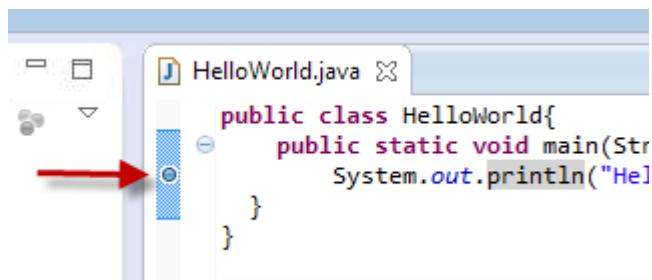 HelloWorld.java
public class HelloWorld{
public static void main(Str
System.out.println("Hel
}
}